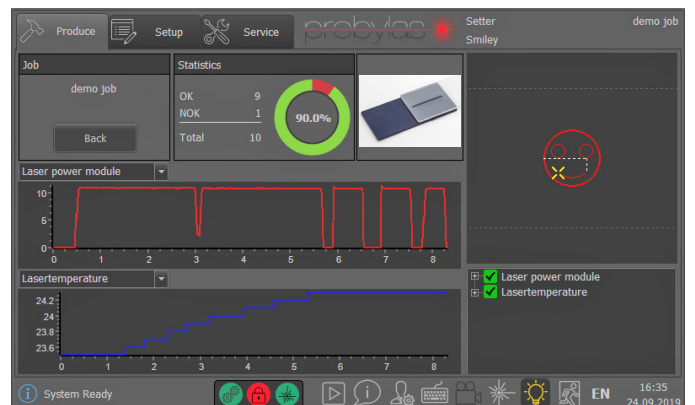 Produce
Setup
Service
probylas
Setter
demo job
Smiley
Job
Statistics
demo job
OK 9
NOK 1
90.0%
Back
Total 10
Laser power module
10
5
0
0 1 2 3 4 5 6 7 8
Laser power module
Lasertemperature
Lasertemperature
24.2
24
23.8
23.6
0 1 2 3 4 5 6 7 8
System Ready
EN
16:35
24.09.2019